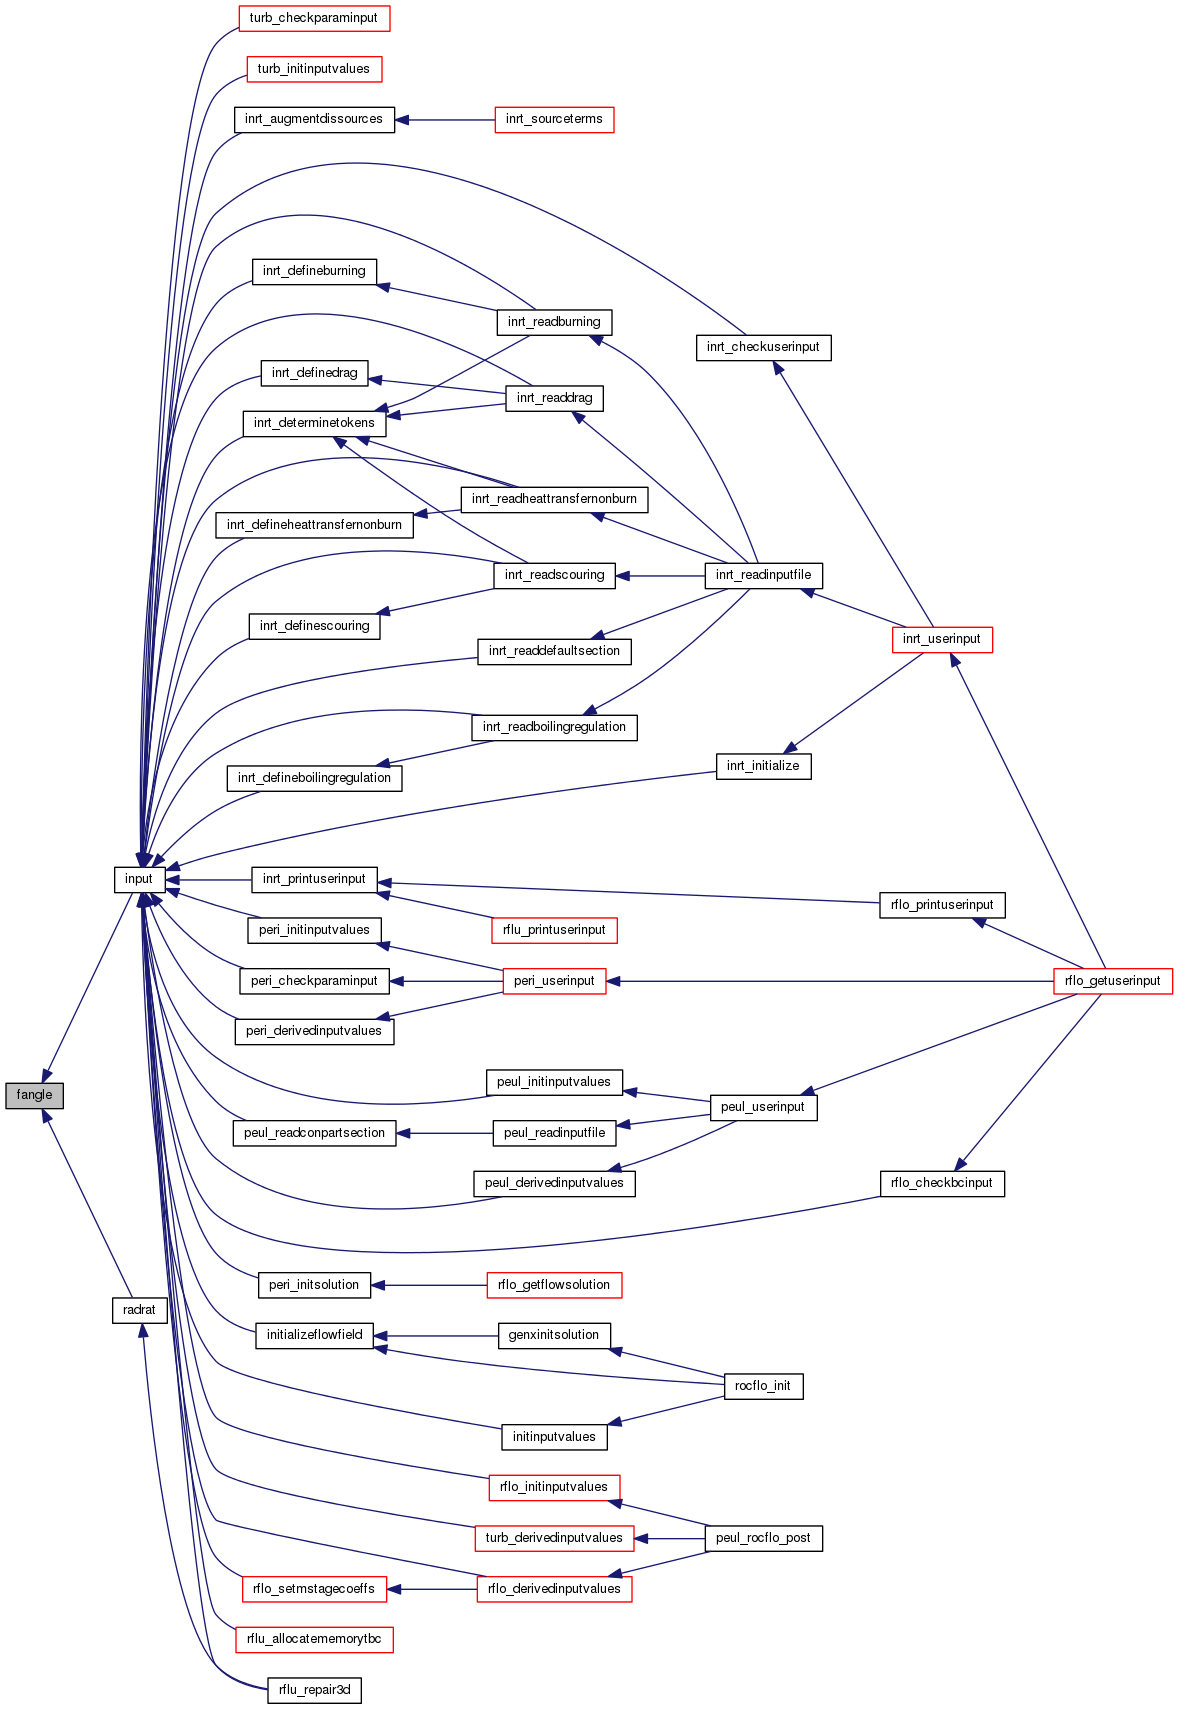 turb_checkparaminput
turb_initinputvalues
inrt_augmentdissources
inrt_sourceterms
inrt_defineburning
inrt_readburning
inrt_checkuserinput
inrt_definedrag
inrt_readdrag
inrt_determinetokens
inrt_readheattransfernonburn
inrt_defineheattransfernonburn
inrt_readscouring
inrt_readinputfile
inrt_definescouring
inrt_userinput
inrt_readdefaultsection
inrt_readboilingregulation
inrt_initialize
inrt_defineboilingregulation
input
inrt_printuserinput
rflo_printuserinput
peri_initinputvalues
rflu_printuserinput
peri_checkparaminput
peri_userinput
rflo_getuserinput
peri_derivedinputvalues
peul_initinputvalues
fangle
peul_userinput
peul_readconpartsection
peul_readinputfile
peul_derivedinputvalues
rflo_checkbcinput
peri_initsolution
rflo_getflowsolution
radrat
initializeflowfield
genxinitsolution
rocflo_init
initinputvalues
rflo_initinputvalues
turb_derivedinputvalues
peul_rocflo_post
rflo_setmstagecoeffs
rflo_derivedinputvalues
rflu_allocatememorytbc
rflu_repair3d